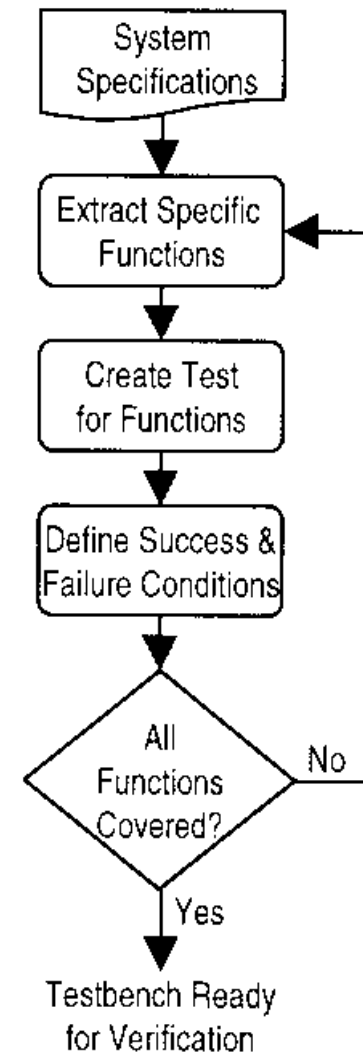 System
Specifications
Extract Specific
Functions
Create Test
for Functions
Define Success &
Failure Conditions
All
Functions
Covered?
No
Yes
Testbench Ready
for Verification